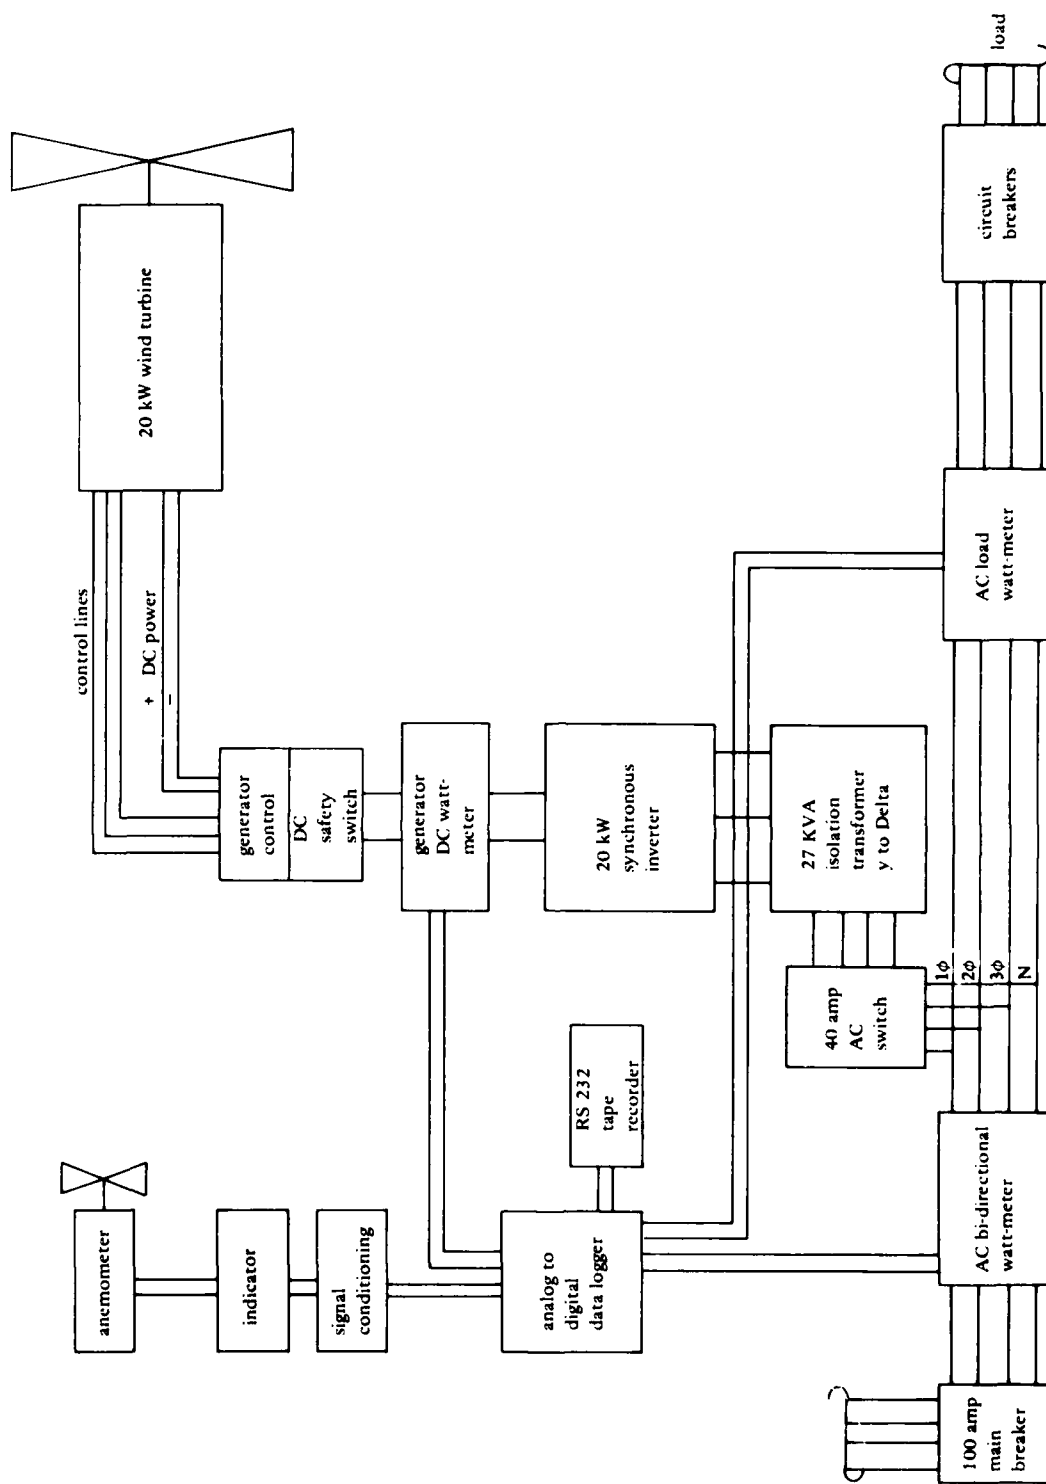 anemometer
indicator
signal
conditioning
analog to
digital
data logger
RS 232
tape
recorder
control lines
+ DC power
–
20 kW wind turbine
generator
control
DC
safety
switch
generator
DC watt-
meter
20 kW
synchronous
inverter
27 KVA
isolation
transformer
y to Delta
40 amp
AC
switch
1ϕ
2ϕ
3ϕ
N
100 amp
main
breaker
AC bi-directional
watt-meter
AC load
watt-meter
circuit
breakers
load